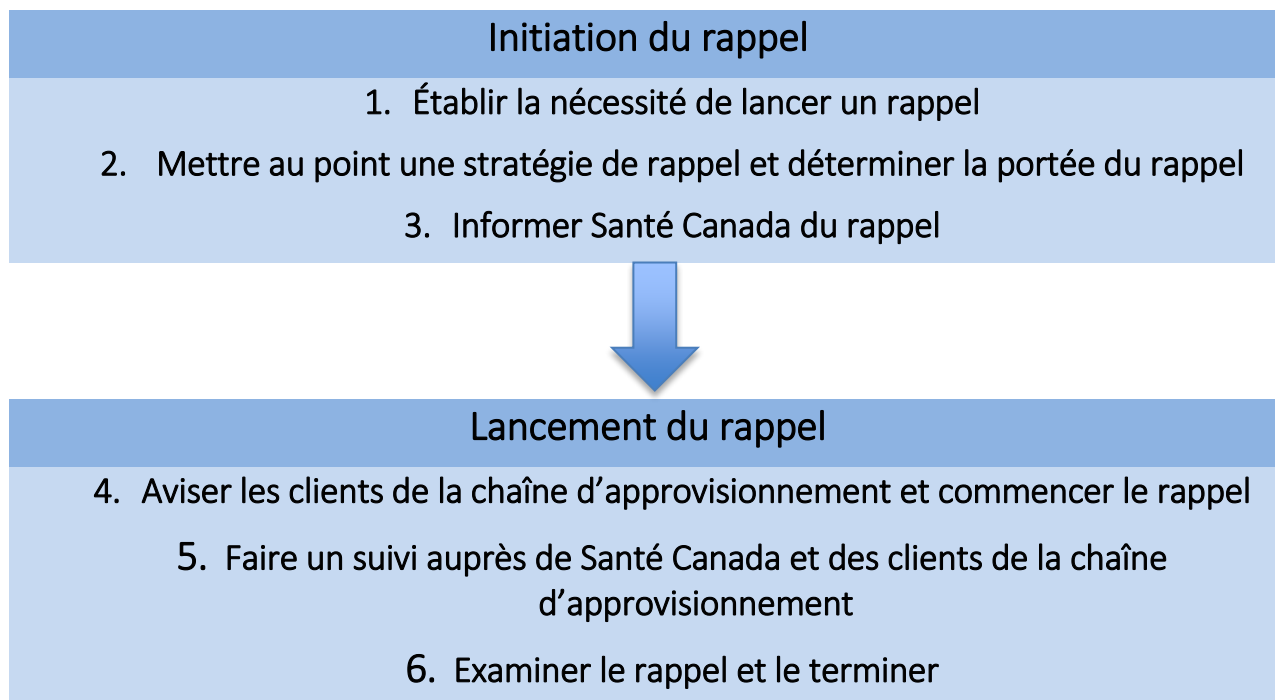 Initiation du rappel
1. Établir la nécessité de lancer un rappel
2. Mettre au point une stratégie de rappel et déterminer la portée du rappel
3. Informer Santé Canada du rappel
Lancement du rappel
4. Aviser les clients de la chaîne d’approvisionnement et commencer le rappel
5. Faire un suivi auprès de Santé Canada et des clients de la chaîne
d’approvisionnement
6. Examiner le rappel et le terminer